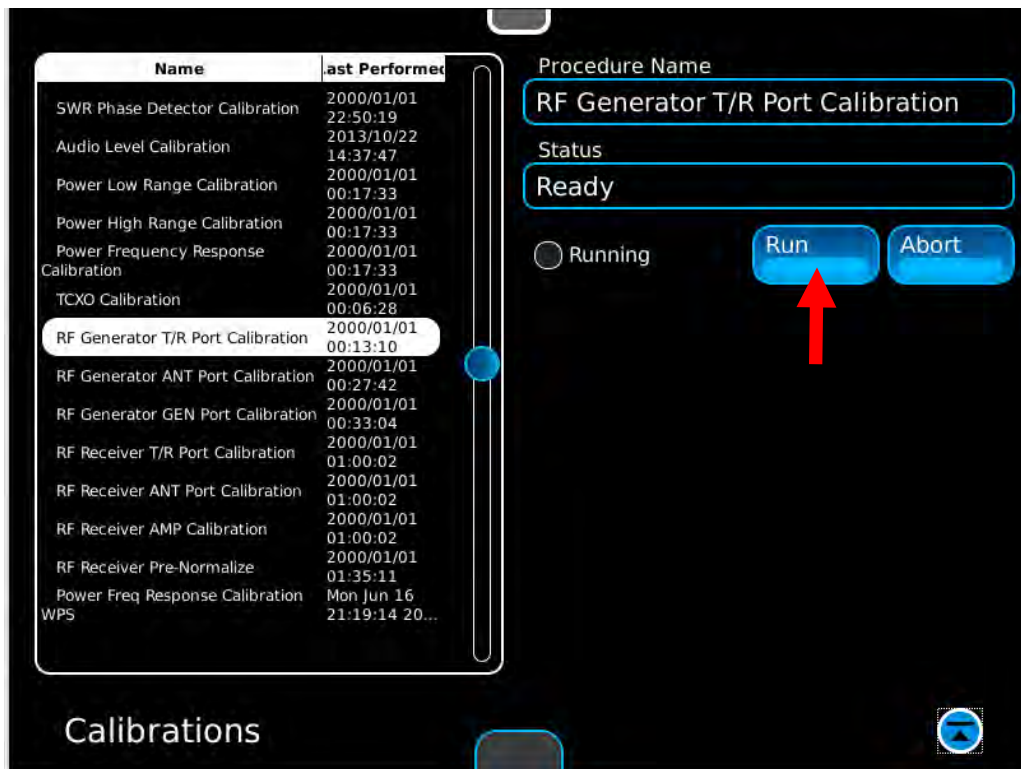 Name
.ast Performed
SWR Phase Detector Calibration
2000/01/01
22:50:19
Audio Level Calibration
2013/10/22
14:37:47
Power Low Range Calibration
2000/01/01
00:17:33
Power High Range Calibration
2000/01/01
00:17:33
Power Frequency Response
Calibration
2000/01/01
00:17:33
TCXO Calibration
2000/01/01
00:06:28
RF Generator T/R Port Calibration
2000/01/01
00:13:10
RF Generator ANT Port Calibration
2000/01/01
00:27:42
RF Generator GEN Port Calibration
2000/01/01
00:33:04
RF Receiver T/R Port Calibration
2000/01/01
01:00:02
RF Receiver ANT Port Calibration
2000/01/01
01:00:02
RF Receiver AMP Calibration
2000/01/01
01:00:02
RF Receiver Pre-Normalize
2000/01/01
01:35:11
Power Freq Response Calibration
WPS
Mon Jun 16
21:19:14 20...
Procedure Name
RF Generator T/R Port Calibration
Status
Ready
Running
Run
Abort
Calibrations